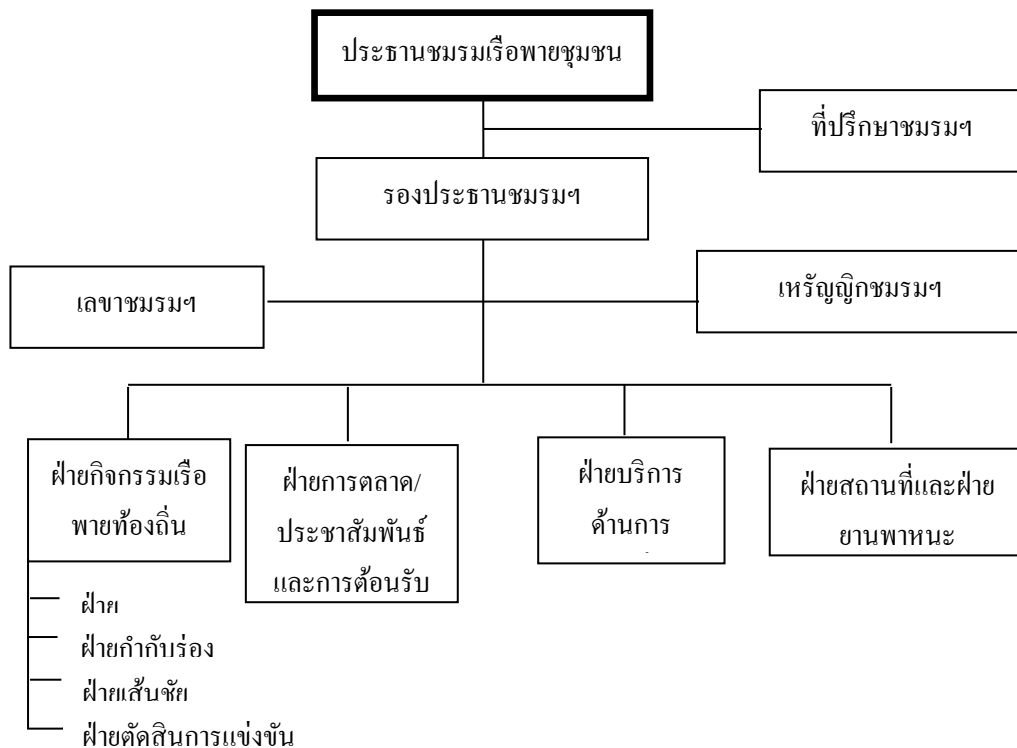 ประธานชมรมเรือพายชุมชน
ที่ปรึกษาชมรมฯ
รองประธานชมรมฯ
เลขาชมรมฯ
เหรัญญิกชมรมฯ
ฝ่ายกิจกรรมเรือ
พายท้องถิ่น
ฝ่ายการตลาด/
ประชาสัมพันธ์
และการต้อนรับ
ฝ่ายบริการ
ด้านการ
ฝ่ายสถานที่และฝ่าย
ยานพาหนะ
ฝ่าย
ฝ่ายกำกับร่อง
ฝ่ายเส้นชัย
ฝ่ายตัดสินการแข่งขัน